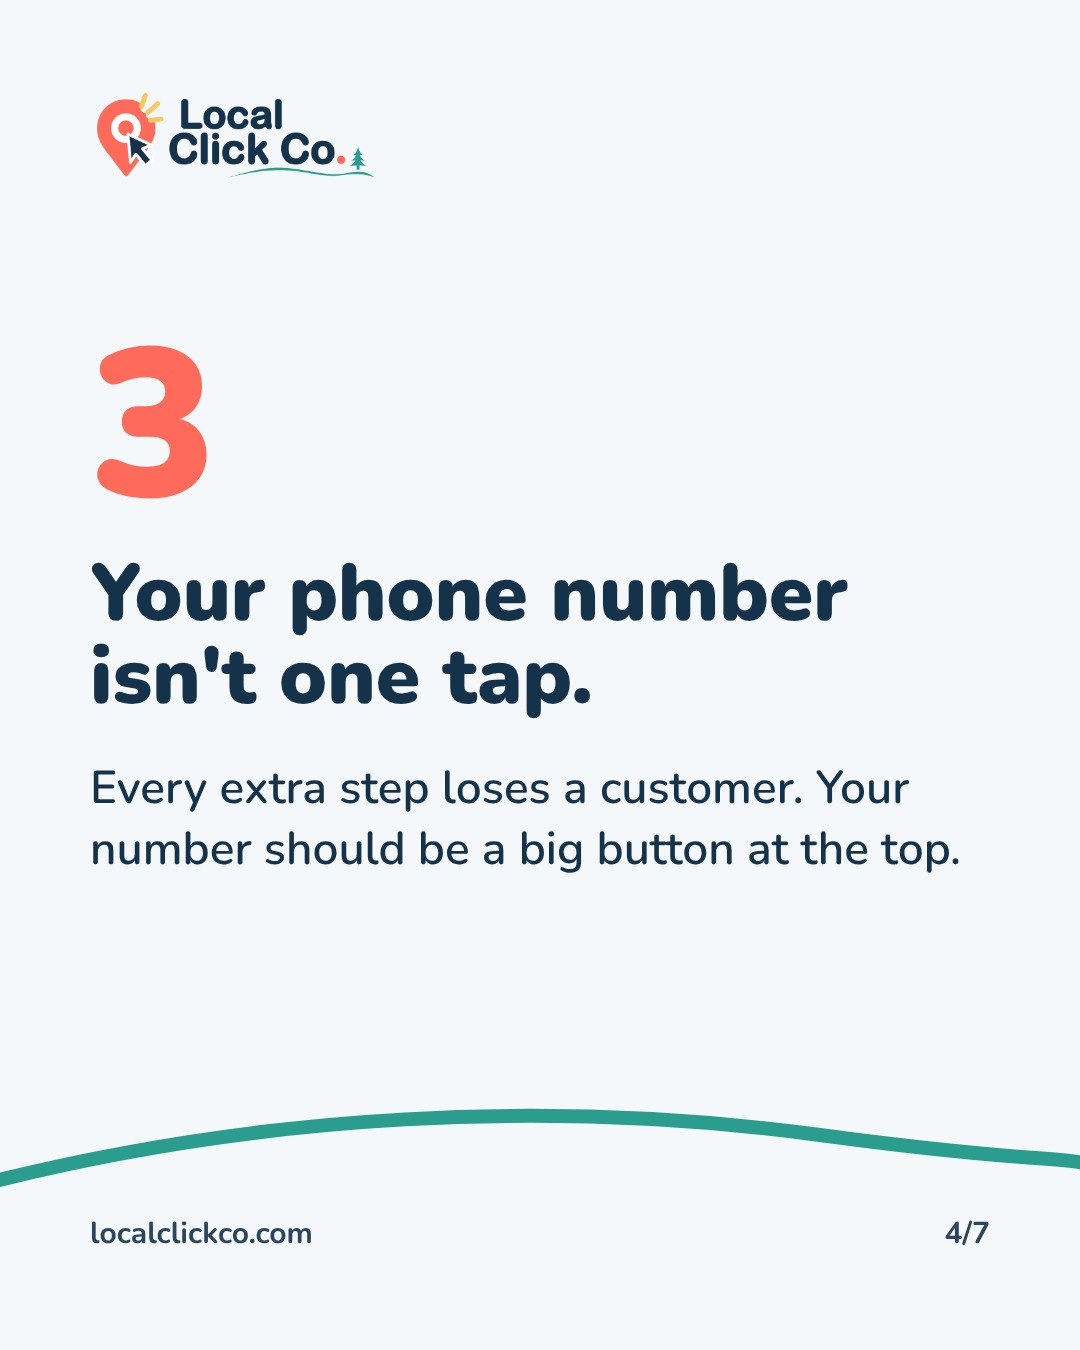 Local
Click Co.
3
Your phone number
isn't one tap.
Every extra step loses a customer. Your
number should be a big button at the top.
localclickco.com
4/7